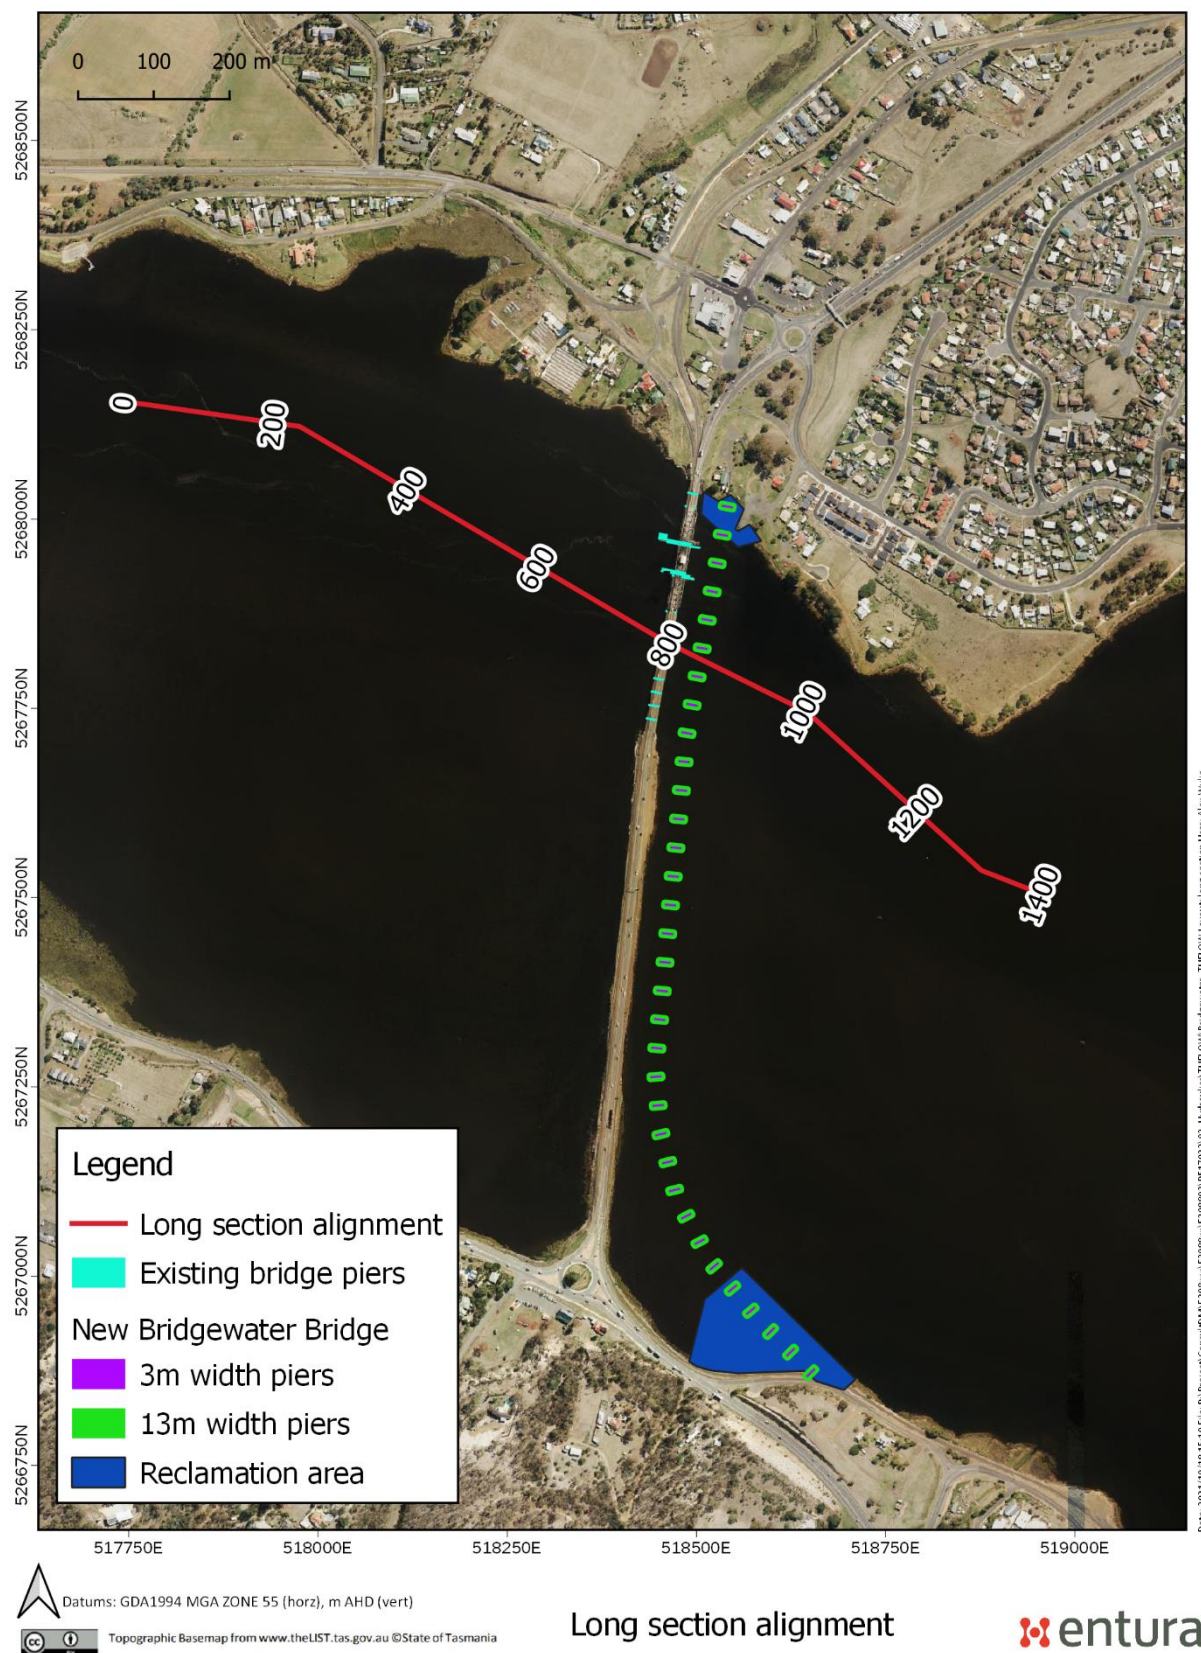 0 100 200 m
5268500N
5268250N
5268000N
5267750N
5267500N
5267250N
5267000N
5266750N
0
200
400
600
800
1000
1200
1400
Legend
Long section alignment
Existing bridge piers
New Bridgewater Bridge
3m width piers
13m width piers
Reclamation area
517750E 518000E 518250E 518500E 518750E 519000E
Datums: GDA1994 MGA ZONE 55 (horz), m AHD (vert)
Topographic Basemap from www.theLIST.tas.gov.au ©State of Tasmania
Long section alignment
entura
cc